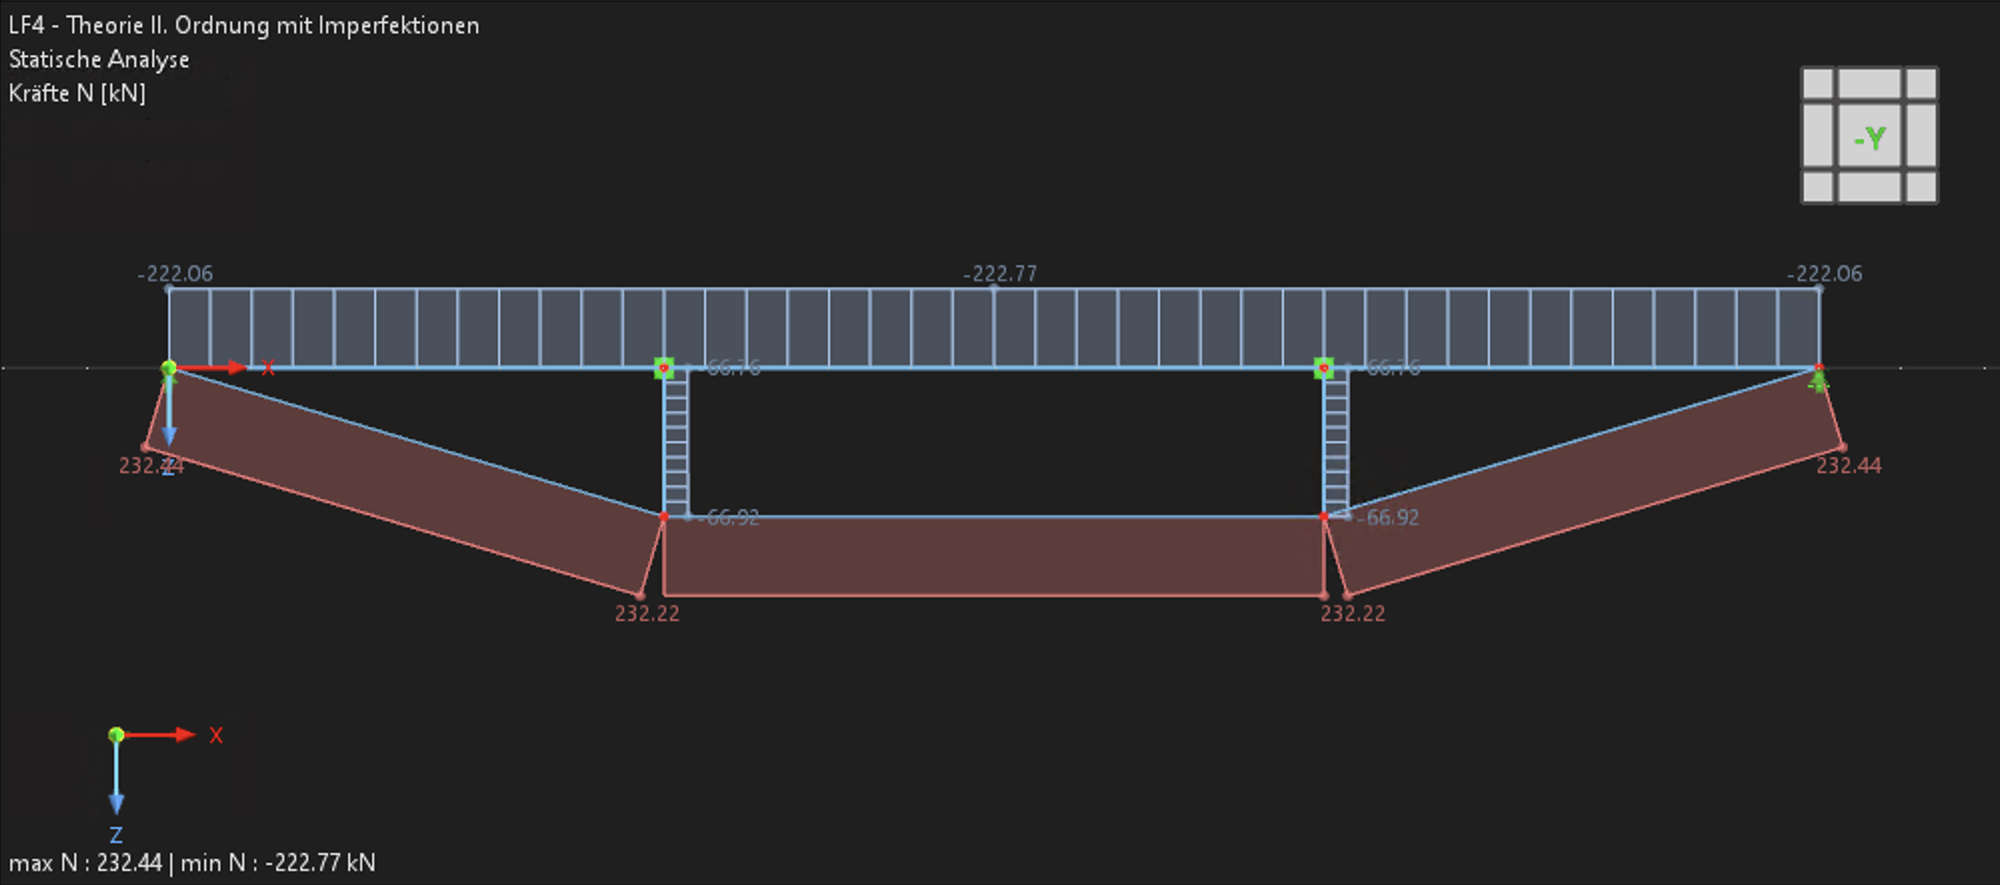 LF4 - Theorie II. Ordnung mit Imperfektionen
Statische Analyse
Kräfte N [kN]
-Y
-222.06 -222.77 -222.06
X -66.76 -66.76
232.44 Z 232.44
-66.92 -66.92
232.22 232.22
X
Z
max N : 232.44 | min N : -222.77 kN